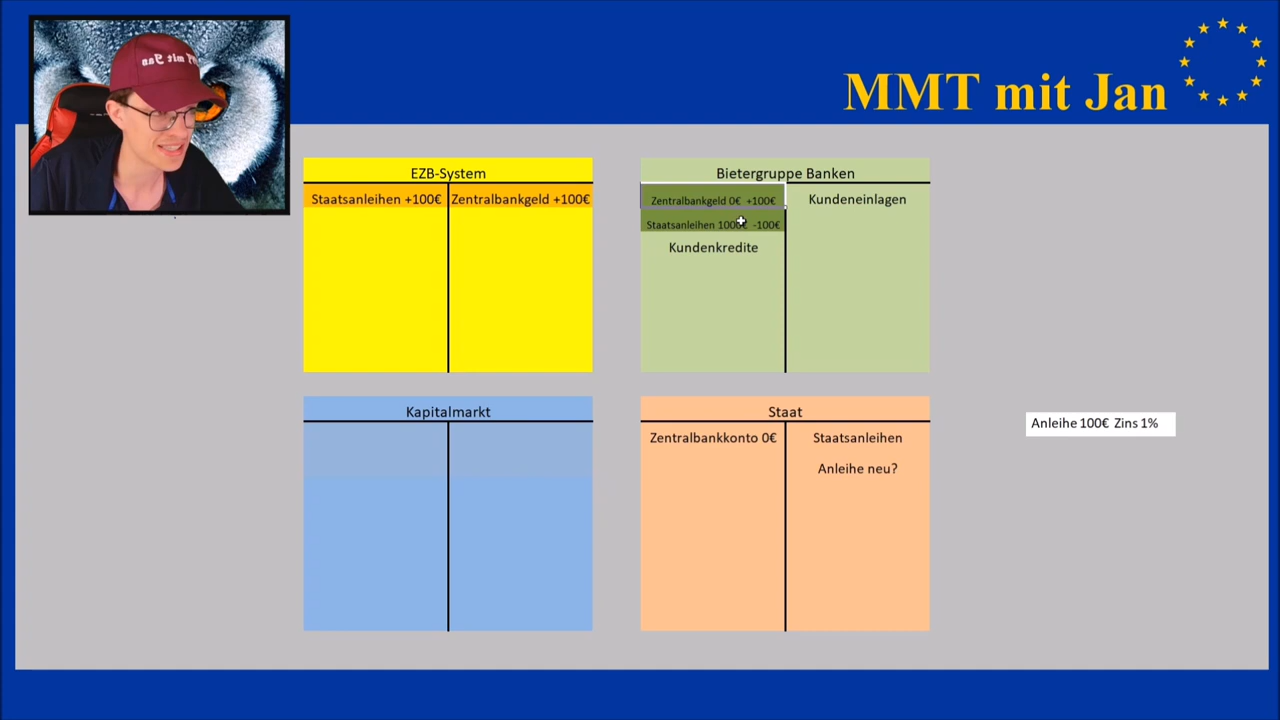 MMT mit Jan
EZB-System
Staatsanleihen +100€ Zentralbankgeld +100€
Bietergruppe Banken
Zentralbankgeld 0€ +100€ Kundeneinlagen
Staatsanleihen -100€
Kundenkredite
Kapitalmarkt
Staat
Zentralbankkonto 0€ Staatsanleihen
Anleihe neu?
Anleihe 100€ Zins 1%